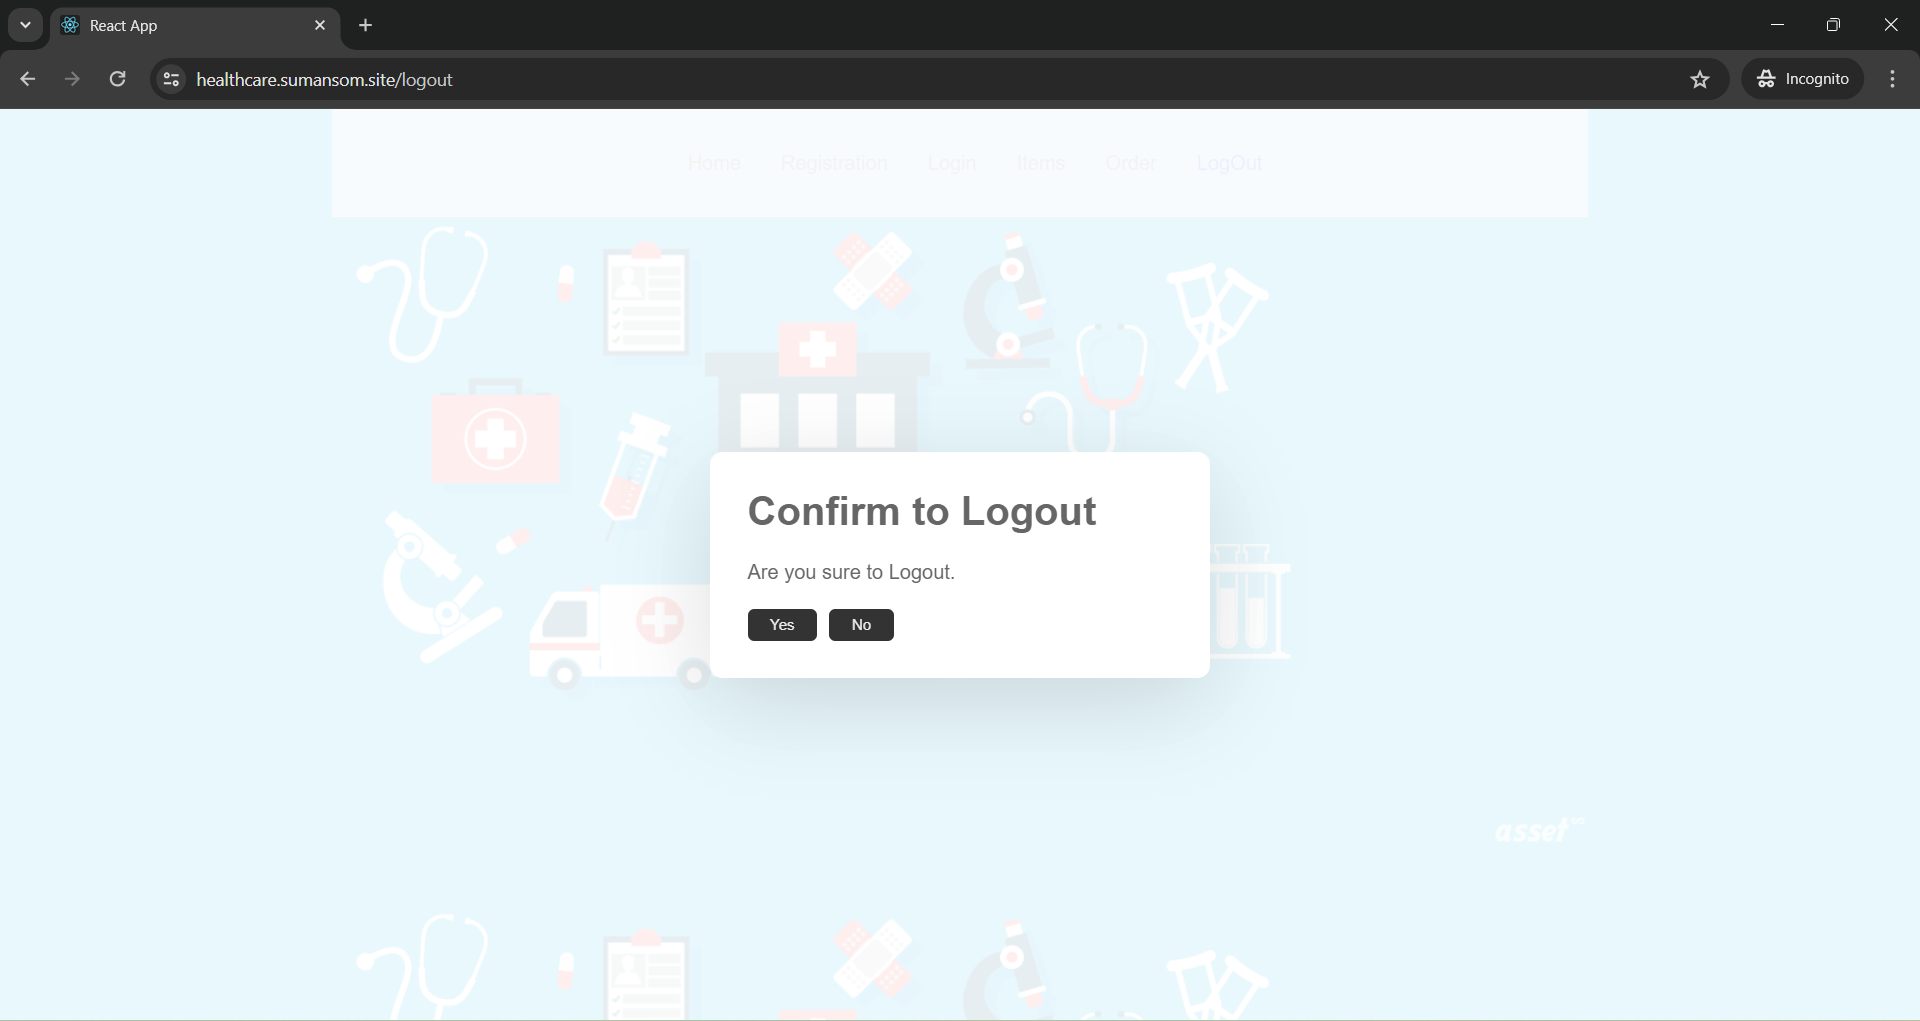 React App
healthcare.sumansom.site/logout
Incognito
Home Registration Login Items Order LogOut
Confirm to Logout
Are you sure to Logout.
Yes No
asset